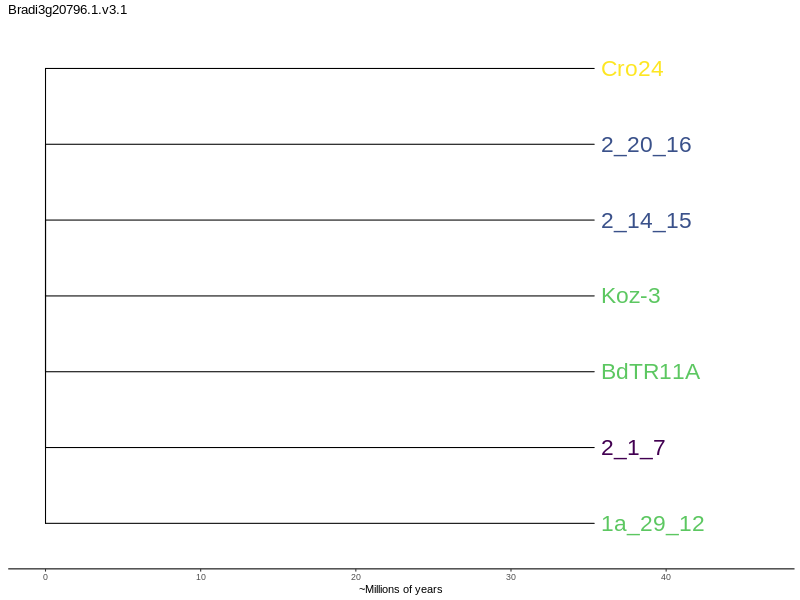 Bradi3g20796.1.v3.1
Cro24
2_20_16
2_14_15
Koz-3
BdTR11A
2_1_7
1a_29_12
0 10 20 30 40
~Millions of years